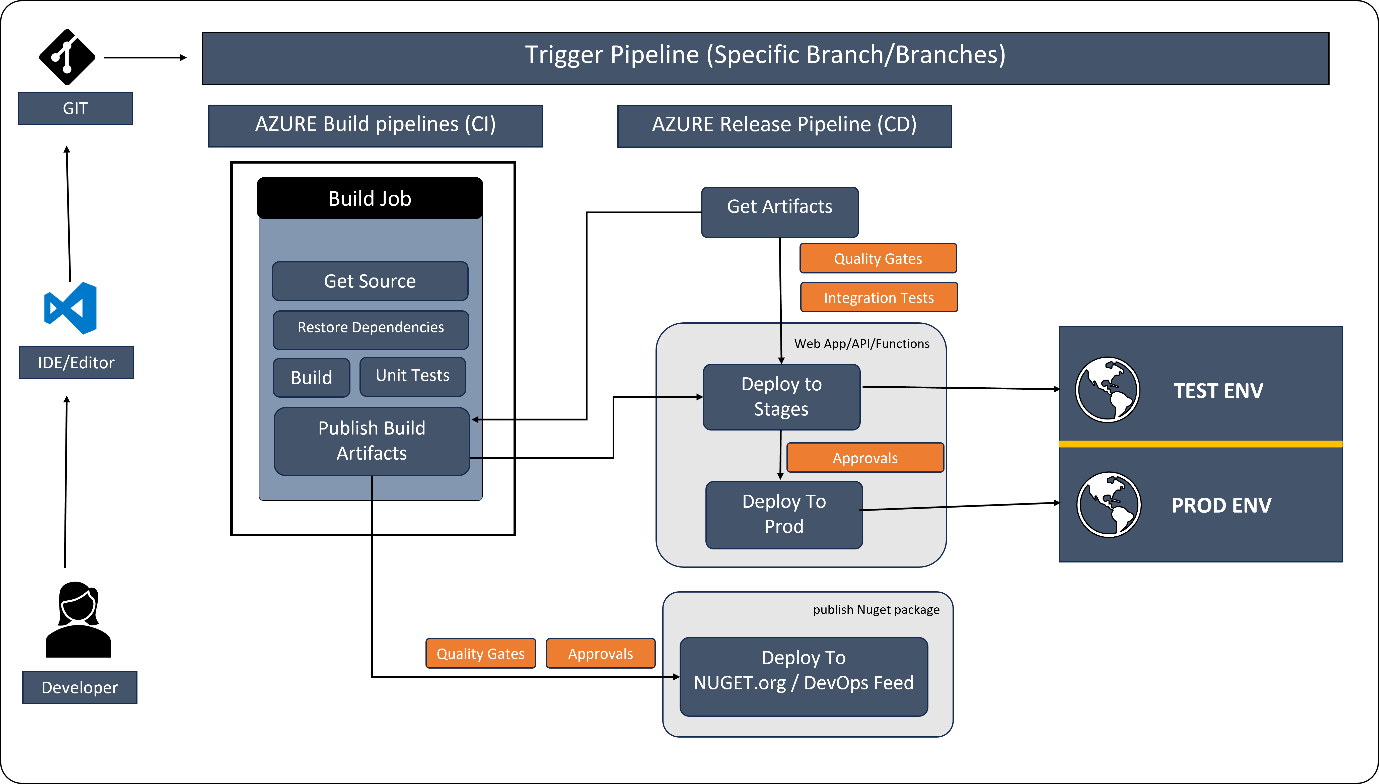 Trigger Pipeline (Specific Branch/Branches)
GIT
AZURE Build pipelines (CI)
AZURE Release Pipeline (CD)
Build Job
Get Source
Restore Dependencies
Build
Unit Tests
Publish Build
Artifacts
IDE/Editor
Developer
Get Artifacts
Quality Gates
Integration Tests
Web App/API/Functions
Deploy to
Stages
Approvals
Deploy To
Prod
TEST ENV
PROD ENV
publish Nuget package
Quality Gates
Approvals
Deploy To
NUGET.org / DevOps Feed